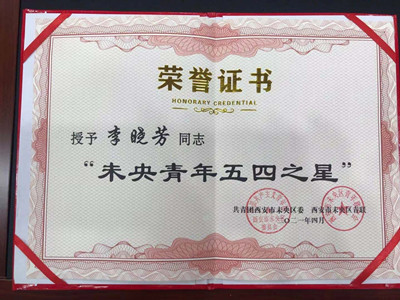 荣誉证书
HONORARY CREDENTIAL
授予 李晓芳 同志
“未央青年五四之星”
共青团西安市未央区委 西安市未央区青联
二〇二一年四月